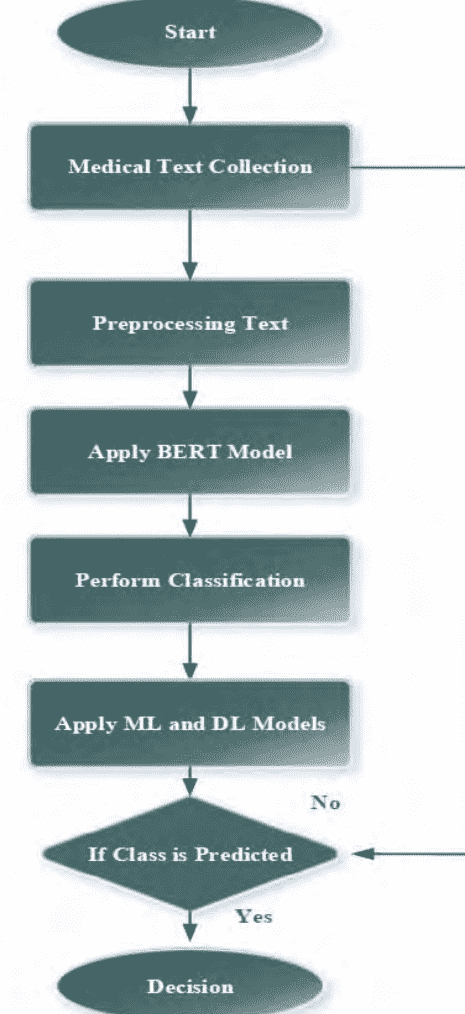 Start
Medical Text Collection
Preprocessing Text
Apply BERT Model
Perform Classification
Apply ML and DL Models
No
If Class is Predicted
Yes
Decision